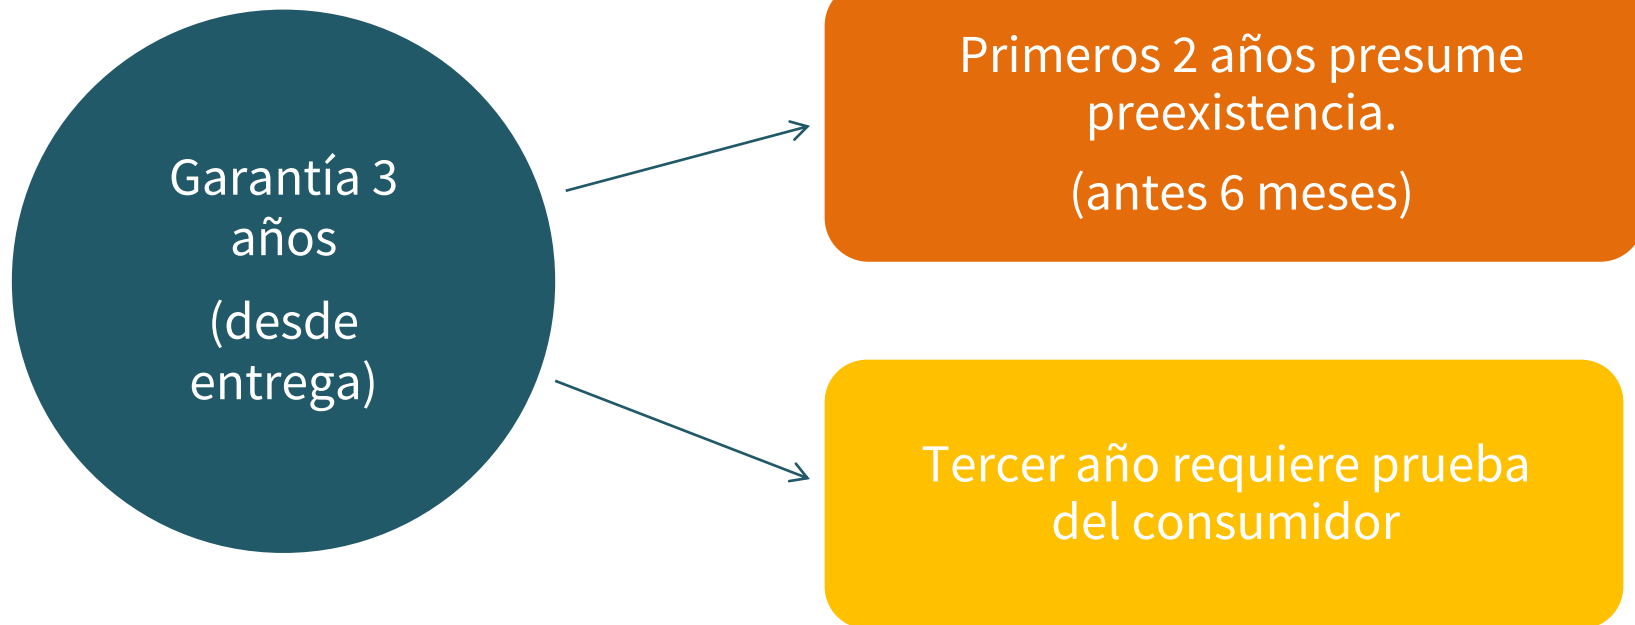 Garantía 3
años
(desde
entrega)
Primeros 2 años presume
preexistencia.
(antes 6 meses)
Tercer año requiere prueba
del consumidor